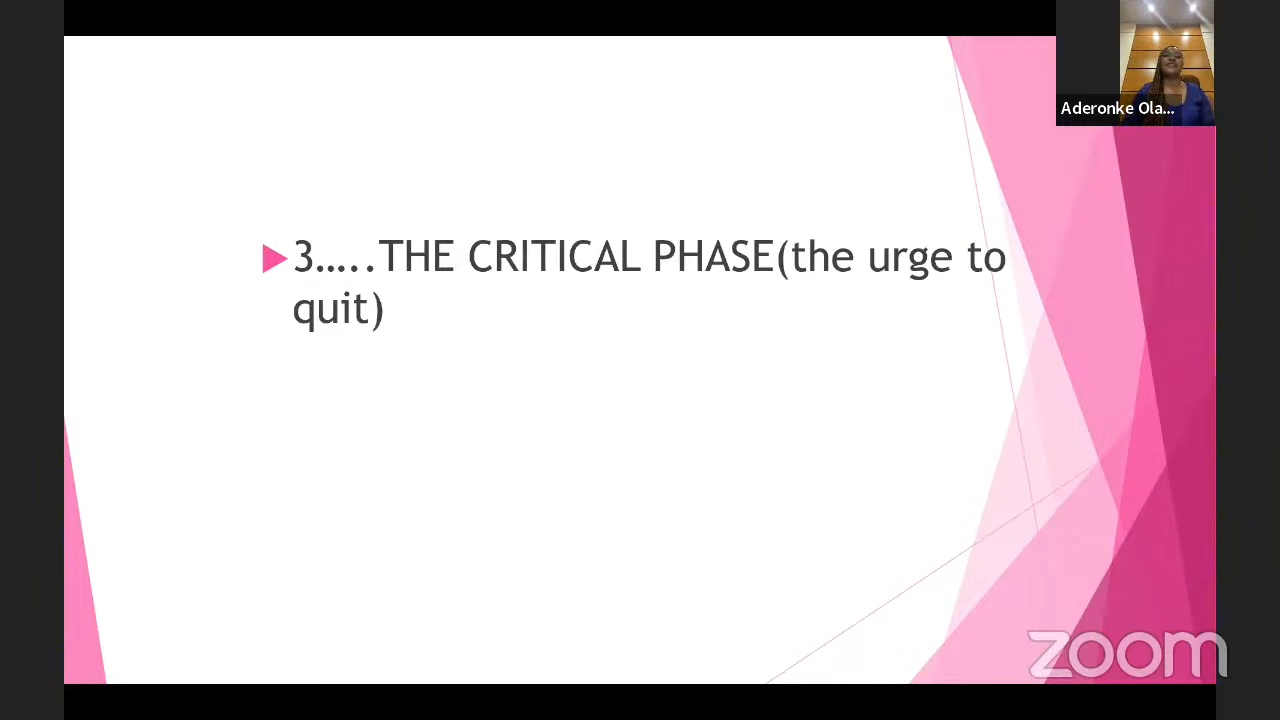 Aderonke Ola...
3.....THE CRITICAL PHASE(the urge to
quit)
zoom